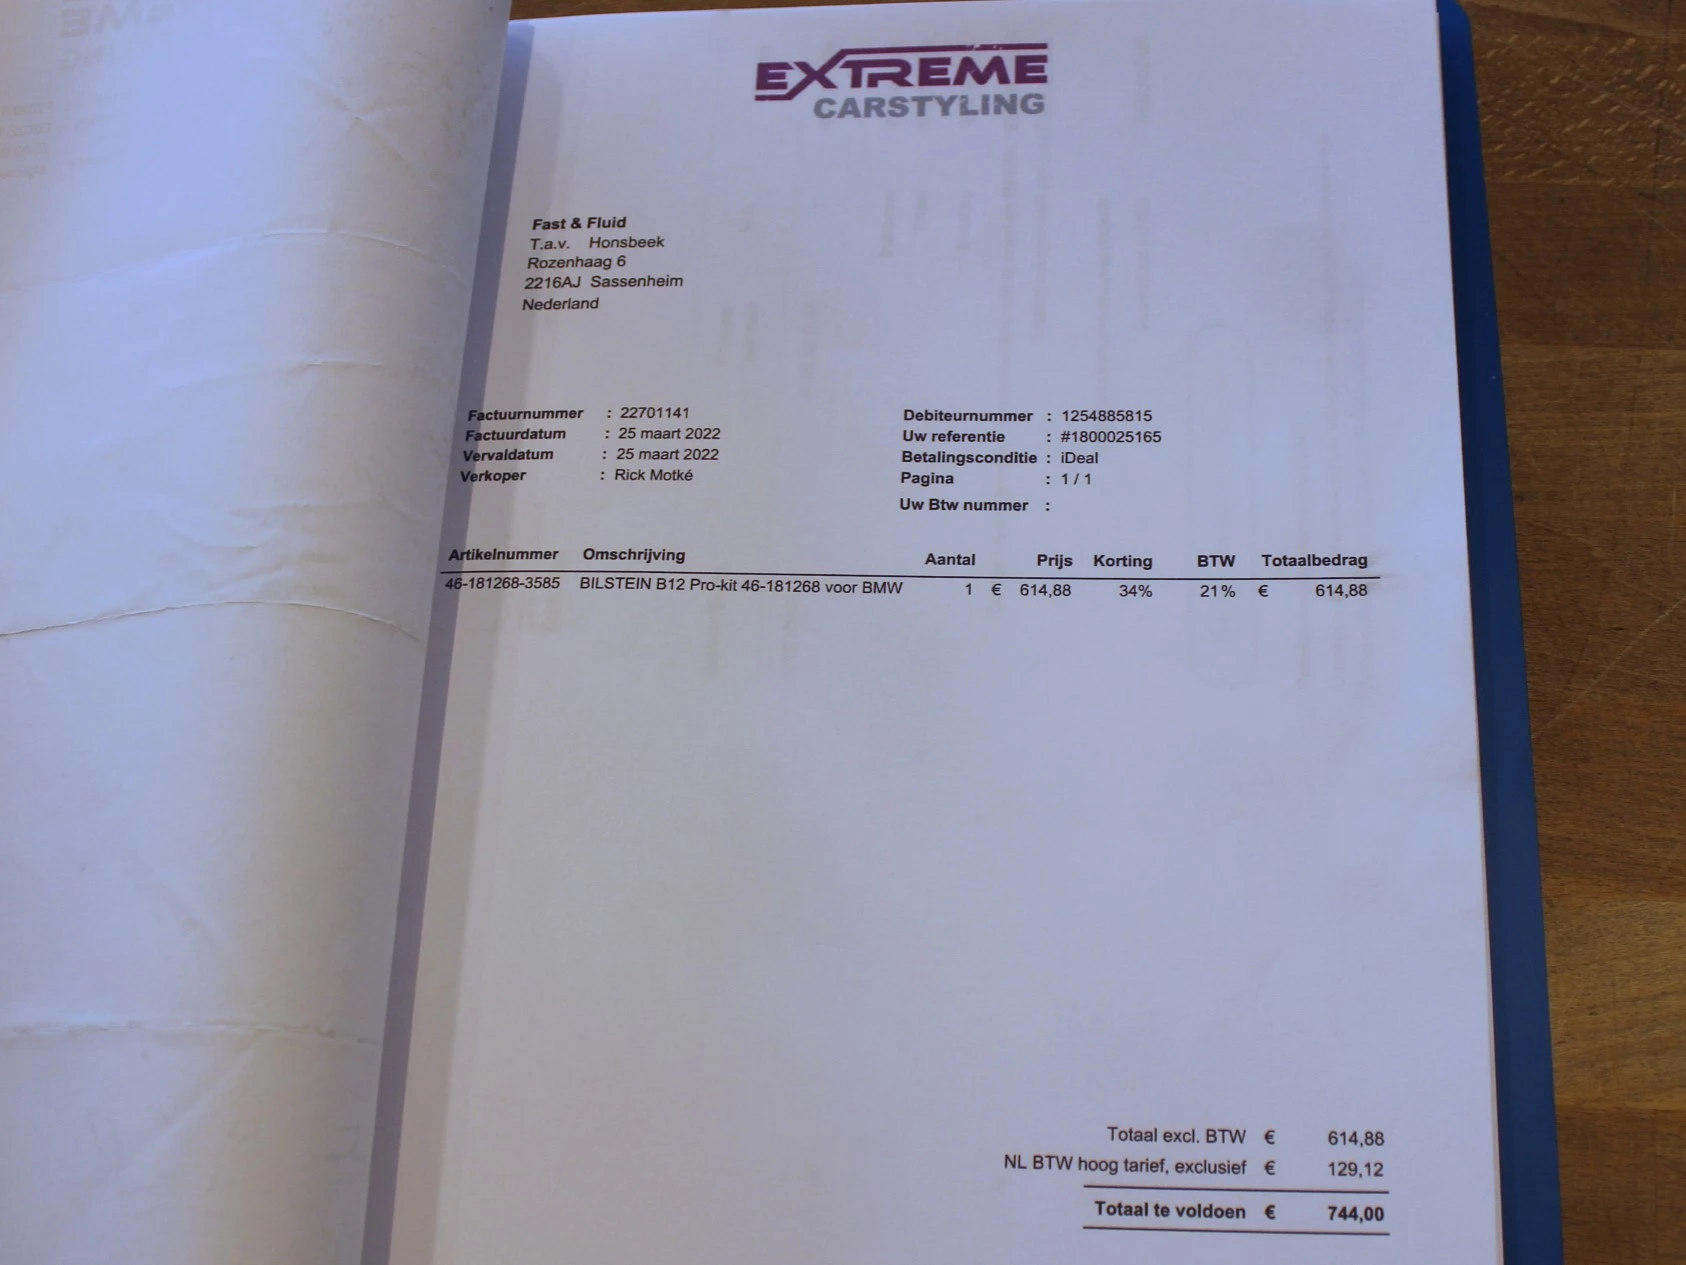 EXTREME
CARSTYLING
Fast & Fluid
T.a.v. Honsbeek
Rozenhaag 6
2216AJ Sassenheim
Nederland
Factuurnummer : 22701141
Factuurdatum : 25 maart 2022
Vervaldatum : 25 maart 2022
Verkoper : Rick Motké
Debiteurnummer : 1254885815
Uw referentie : #1800025165
Betalingsconditie : iDeal
Pagina : 1 / 1
Uw Btw nummer :
Artikelnummer Omschrijving Aantal Prijs Korting BTW Totaalbedrag
46-181268-3585 BILSTEIN B12 Pro-kit 46-181268 voor BMW 1 € 614,88 34% 21% € 614,88
Totaal excl. BTW € 614,88
NL BTW hoog tarief, exclusief € 129,12
Totaal te voldoen € 744,00